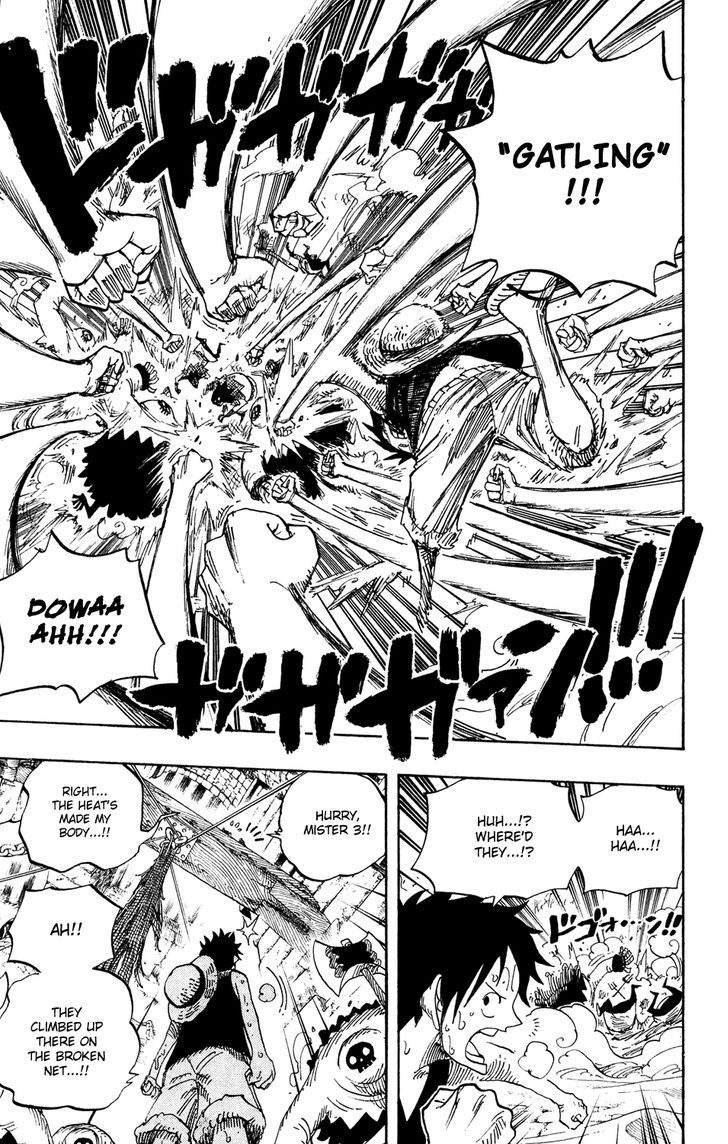 "GATLING"
!!!
ドガガガガ
DOWAA
AHH!!!
ガガガガァン!!!
HAA...
HAA...!!
HUH...!?
WHERE'D
THEY...!?
ドゴォ…ン!!
HURRY,
MISTER 3!!
RIGHT...
THE HEAT'S
MADE MY
BODY...!!
AH!!
THEY
CLIMBED UP
THERE ON
THE BROKEN
NET...!!